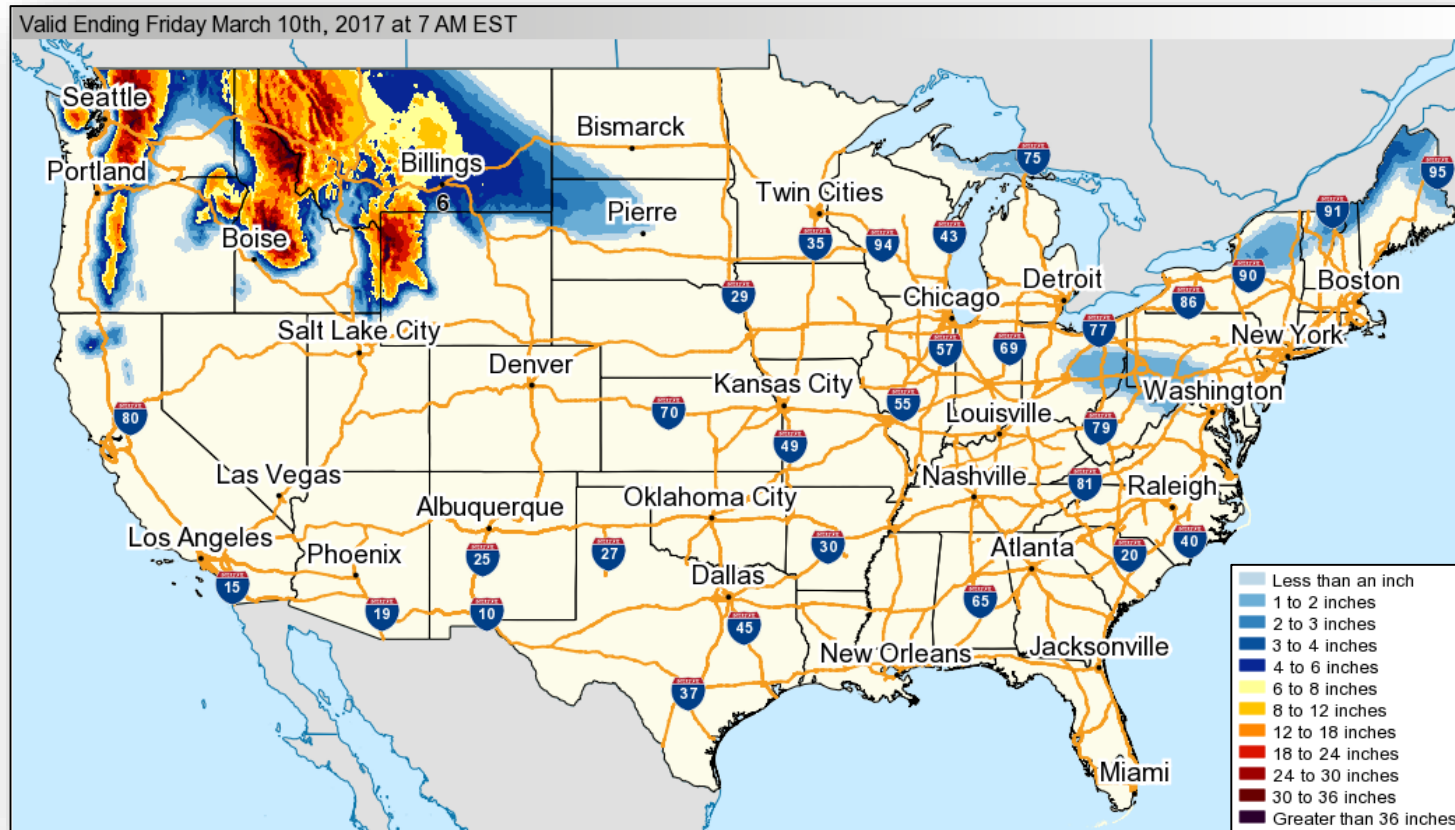 Valid Ending Friday March 10th, 2017 at 7 AM EST
Seattle
Bismarck
75
Portland
Billings
95
Twin Cities
6
Pierre
91
Boise
35
94
43
90
Detroit
Boston
29
Chicago
86
Salt Lake City
77
New York
57
69
Denver
Kansas City
Washington
80
70
55
Louisville
79
49
Las Vegas
Nashville
81
Raleigh
Albuquerque
Oklahoma City
Los Angeles
Phoenix
25
27
30
Atlanta
20
40
15
Dallas
19
10
65
45
New Orleans
Jacksonville
37
Miami
Less than an inch
1 to 2 inches
2 to 3 inches
3 to 4 inches
4 to 6 inches
6 to 8 inches
8 to 12 inches
12 to 18 inches
18 to 24 inches
24 to 30 inches
30 to 36 inches
Greater than 36 inches